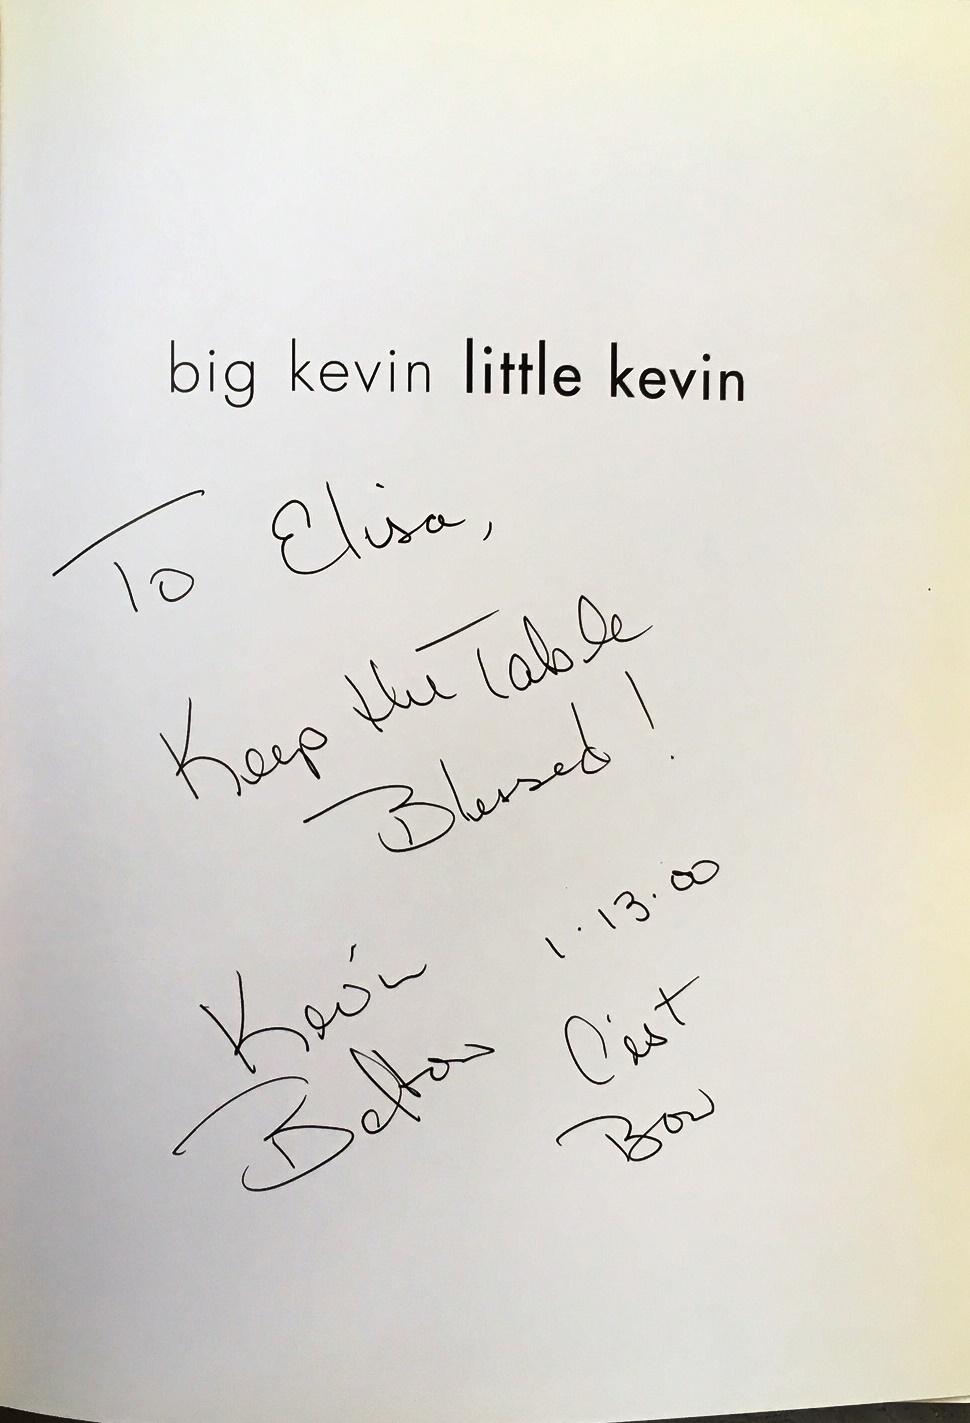 big kevin little kevin
To Elisa,
Keep the Table
Blessed!
Kevin
Belton
1.13.00
C'est
Bon